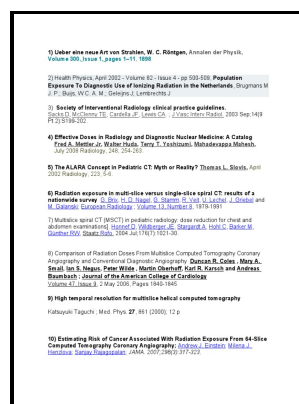 1) Ueber eine neue Art von Strahlen, W. C. Röntgen, Annalen der Physik,
Volume 300, Issue 1, pages 1–11. 1898
2) Health Physics, April 2002 - Volume 82 - Issue 4 - pp 500-509, Population
Exposure To Diagnostic Use of Ionizing Radiation in the Netherlands, Brugmans M
J. P.; Buijs, W C. A. M.; Geleijns J; Lembrechts J
3) Society of Interventional Radiology clinical practice guidelines.
Sacks D, McClenny TE, Cardella JF, Lewis CA. ; J Vasc Interv Radiol. 2003 Sep;14(9
Pt 2):S199-202.
4) Effective Doses in Radiology and Diagnostic Nuclear Medicine: A Catalog
Fred A. Mettler Jr, Walter Huda, Terry T. Yoshizumi, Mahadevappa Mahesh,
July 2008 Radiology, 248, 254-263.
5) The ALARA Concept in Pediatric CT: Myth or Reality? Thomas L. Slovis, April
2002 Radiology, 223, 5-6.
6) Radiation exposure in multi-slice versus single-slice spiral CT: results of a
nationwide survey G. Brix, H. D. Nagel, G. Stamm, R. Veit, U. Lechel, J. Griebel and
M. Galanski; European Radiology ; Volume 13, Number 8, 1979-1991
7) Multislice spiral CT (MSCT) in pediatric radiology: dose reduction for chest and
abdomen examinations]. Honnef D, Wildberger JE, Stargardt A, Hohl C, Barker M,
Günther RW, Staatz Rofo. 2004 Jul;176(7):1021-30.
8) Comparison of Radiation Doses From Multislice Computed Tomography Coronary
Angiography and Conventional Diagnostic Angiography Duncan R. Coles , Mary A.
Smail, Ian S. Negus, Peter Wilde , Martin Oberhoff, Karl R. Karsch and Andreas
Baumbach ; Journal of the American College of Cardiology
Volume 47, Issue 9, 2 May 2006, Pages 1840-1845
9) High temporal resolution for multislice helical computed tomography
Katsuyuki Taguchi ; Med. Phys. 27, 861 (2000); 12 p
10) Estimating Risk of Cancer Associated With Radiation Exposure From 64-Slice
Computed Tomography Coronary Angiography; Andrew J. Einstein; Milena J.
Henzlova; Sanjay Rajagopalan; JAMA. 2007;298(3):317-323.